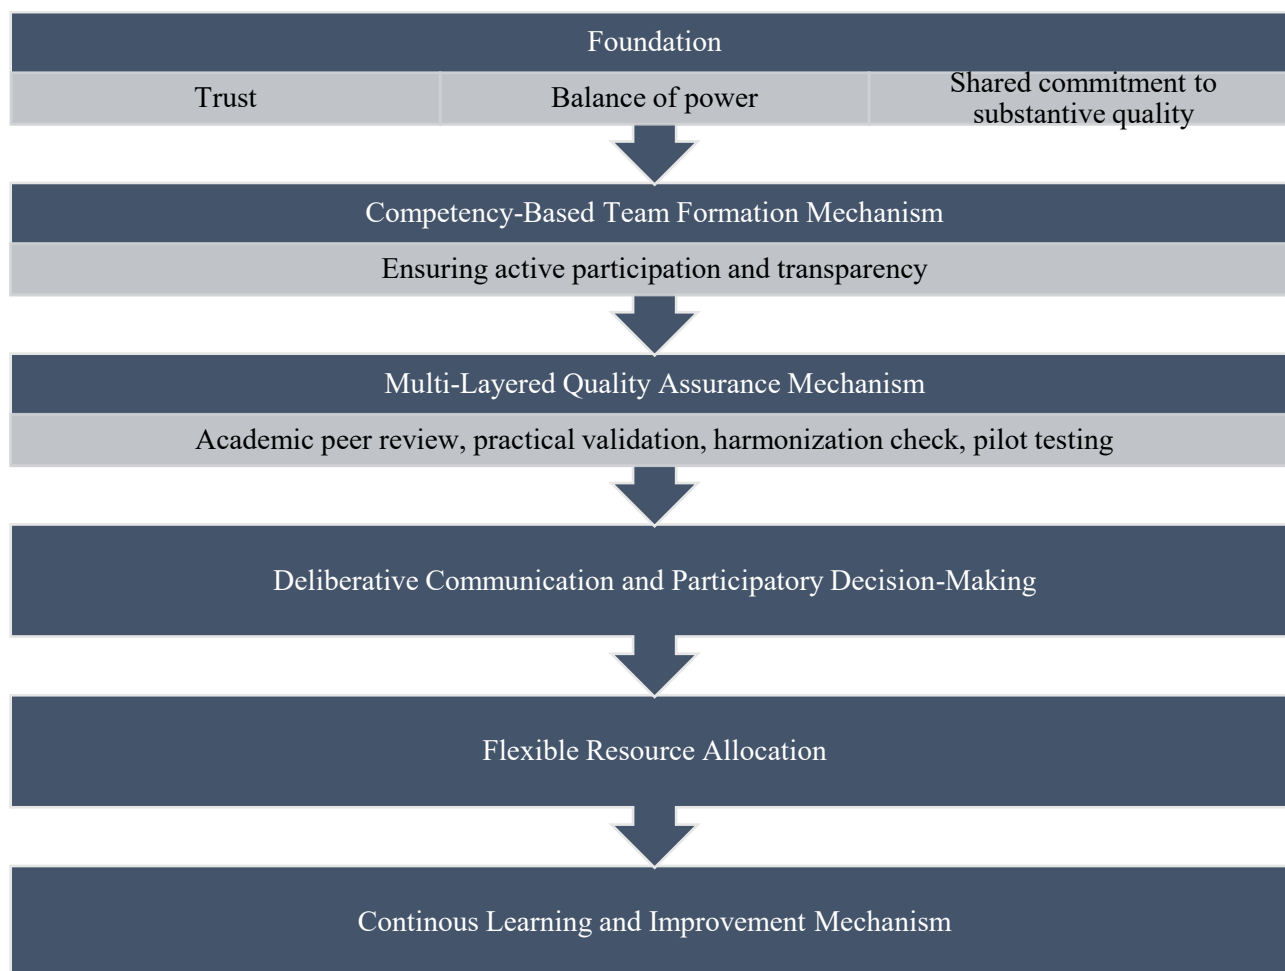 Foundation
Trust
Balance of power
Shared commitment to
substantive quality
Competency-Based Team Formation Mechanism
Ensuring active participation and transparency
Multi-Layered Quality Assurance Mechanism
Academic peer review, practical validation, harmonization check, pilot testing
Deliberative Communication and Participatory Decision-Making
Flexible Resource Allocation
Continous Learning and Improvement Mechanism